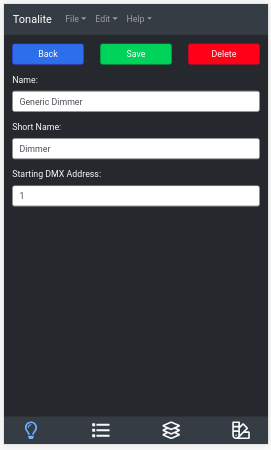 Tonalite File Edit Help
Back Save Delete
Name:
Generic Dimmer
Short Name:
Dimmer
Starting DMX Address:
1